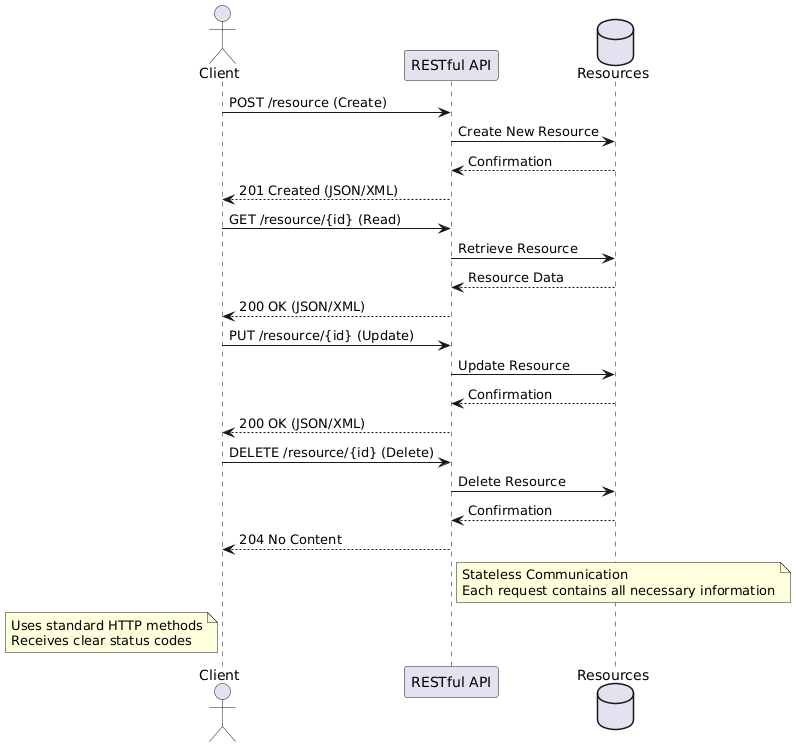 Client
RESTful API
Resources
POST /resource (Create)
Create New Resource
Confirmation
201 Created (JSON/XML)
GET /resource/{id} (Read)
Retrieve Resource
Resource Data
200 OK (JSON/XML)
PUT /resource/{id} (Update)
Update Resource
Confirmation
200 OK (JSON/XML)
DELETE /resource/{id} (Delete)
Delete Resource
Confirmation
204 No Content
Stateless Communication
Each request contains all necessary information
Uses standard HTTP methods
Receives clear status codes
Client
RESTful API
Resources